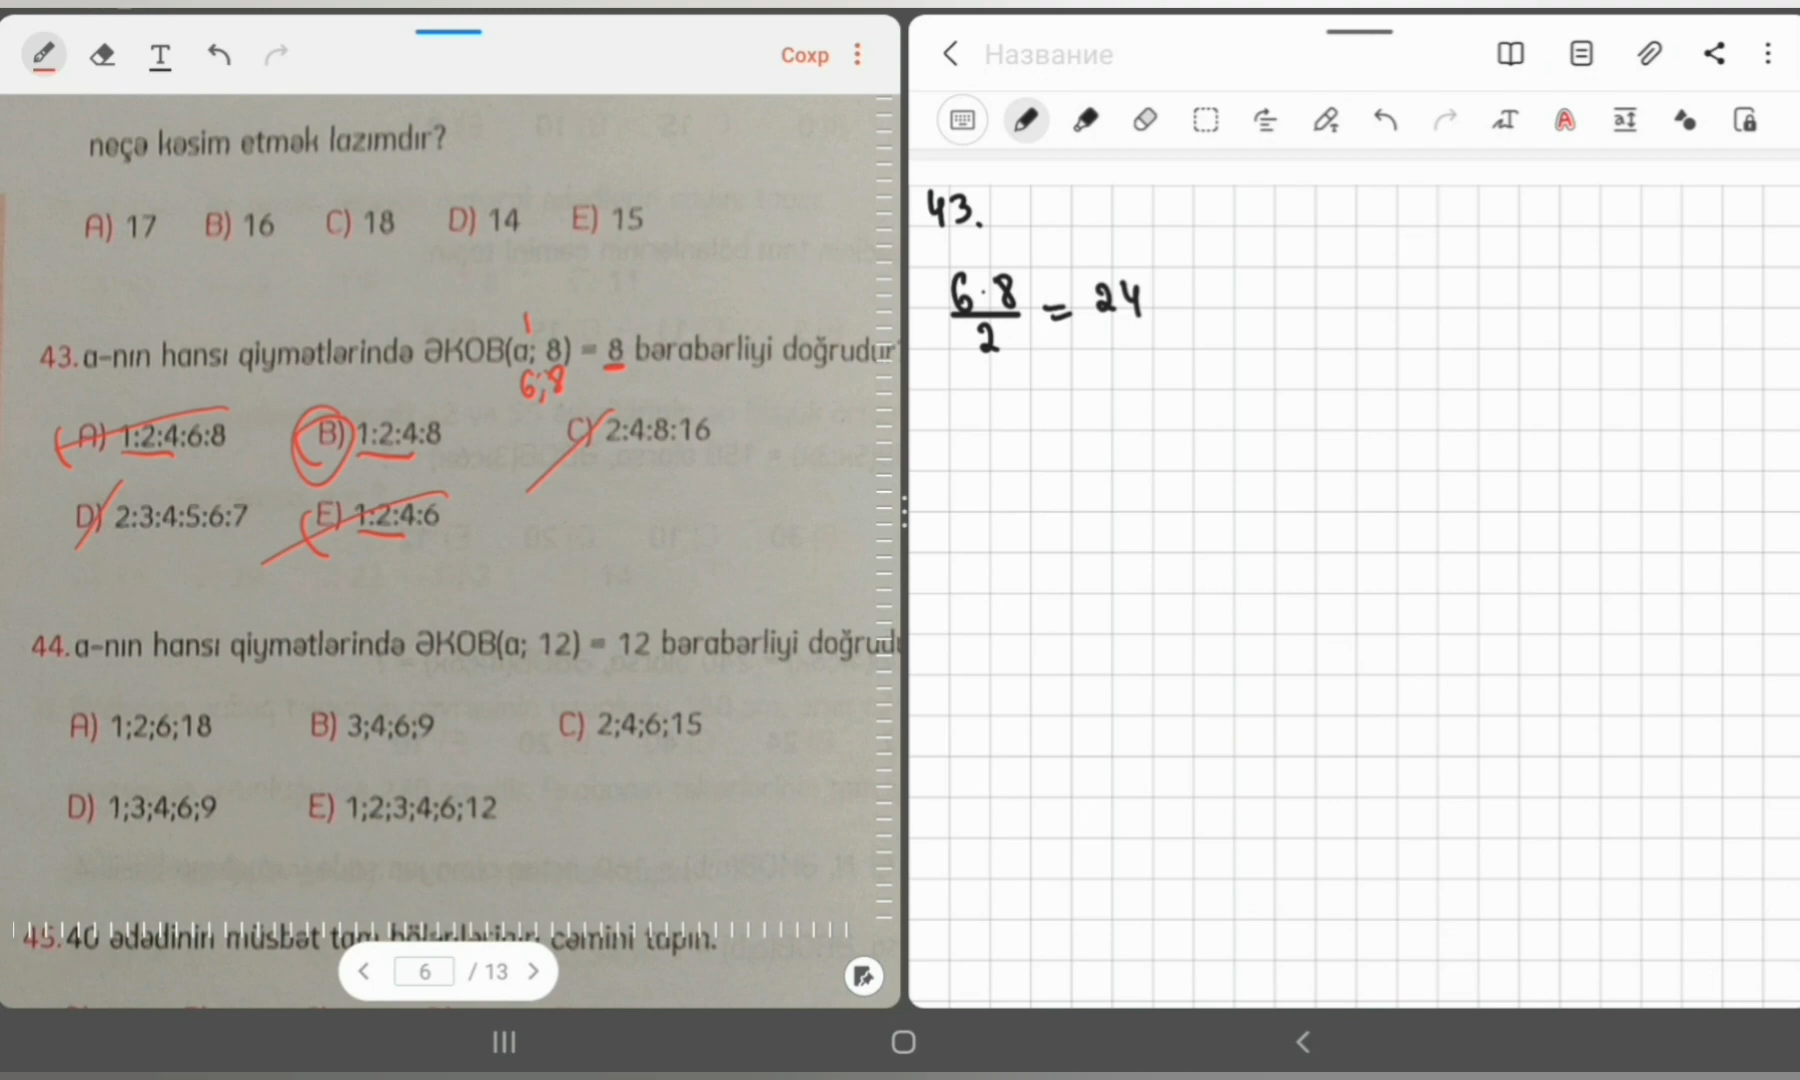 T
Сохр
neçə kəsim etmək lazımdır?
A) 17 B) 16 C) 18 D) 14 E) 15
1
43. a-nın hansı qiymətlərində ƏKOB(a; 8) = 8 bərabərliyi doğrudur?
6;8
A) 1:2:4:6:8 B) 1:2:4:8 C) 2:4:8:16
D) 2:3:4:5:6:7 E) 1:2:4:6
44. a-nın hansı qiymətlərində ƏKOB(a; 12) = 12 bərabərliyi
A) 1;2;6;18 B) 3;4;6;9 C) 2;4;6;15
D) 1;3;4;6;9 E) 1;2;3;4;6;12
45. 40 ədədinin müsbət tam bölənlərinin cəmini tapın.
6 / 13
Название
43.
6·8
2
= 24